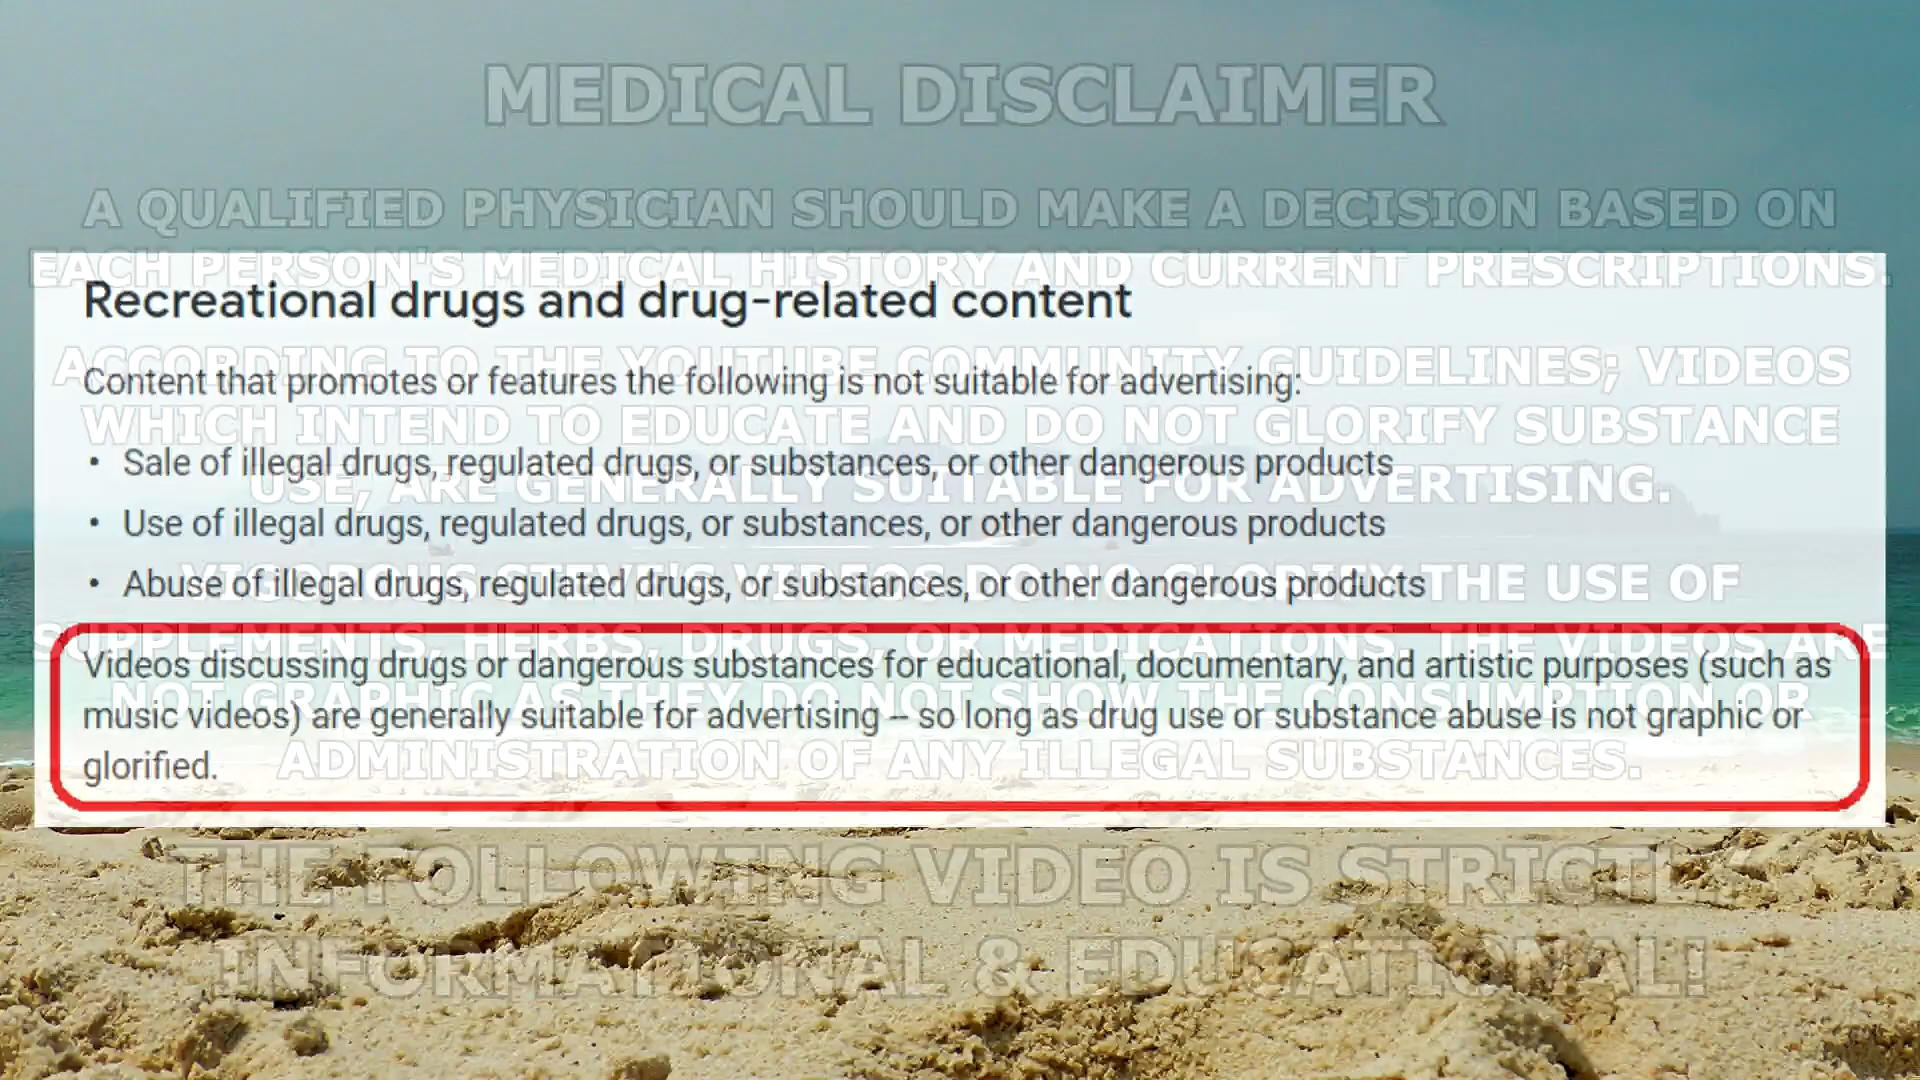 MEDICAL DISCLAIMER
A QUALIFIED PHYSICIAN SHOULD MAKE A DECISION BASED ON
EACH PERSON'S MEDICAL HISTORY AND CURRENT PRESCRIPTIONS.
Recreational drugs and drug-related content
ACCORDING TO THE YOUTUBE COMMUNITY GUIDELINES; VIDEOS
Content that promotes or features the following is not suitable for advertising:
WHICH INTEND TO EDUCATE AND DO NOT GLORIFY SUBSTANCE
• Sale of illegal drugs, regulated drugs, or substances, or other dangerous products
USE, ARE GENERALLY SUITABLE FOR ADVERTISING.
• Use of illegal drugs, regulated drugs, or substances, or other dangerous products
VIGOROUS STEVE'S VIDEOS DO NO GLORIFY THE USE OF
• Abuse of illegal drugs, regulated drugs, or substances, or other dangerous products
SUPPLEMENTS, HERBS, DRUGS, OR MEDICATIONS. THE VIDEOS ARE
Videos discussing drugs or dangerous substances for educational, documentary, and artistic purposes (such as
NOT GRAPHIC AS THEY DO NOT SHOW THE CONSUMPTION OR
music videos) are generally suitable for advertising -- so long as drug use or substance abuse is not graphic or
ADMINISTRATION OF ANY ILLEGAL SUBSTANCES.
glorified.
THE FOLLOWING VIDEO IS STRICTLY
INFORMATIONAL & EDUCATIONAL!